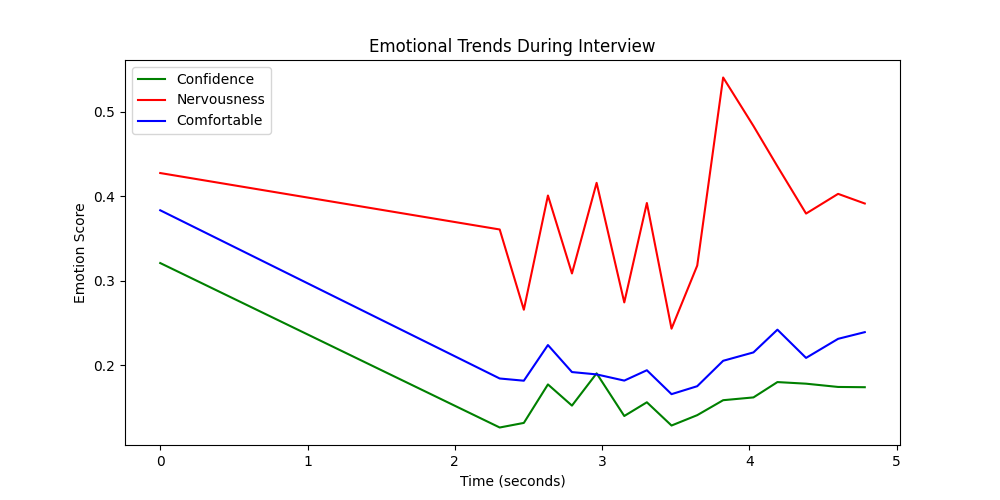 Emotional Trends During Interview
Confidence
Nervousness
Comfortable
Emotion Score
0.5
0.4
0.3
0.2
0 1 2 3 4 5
Time (seconds)